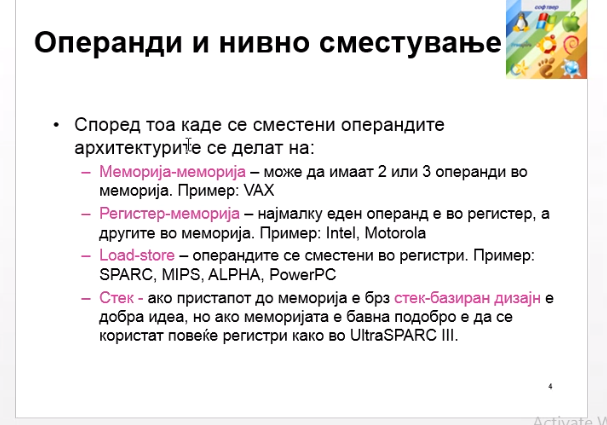 софтвер
Операнди и нивно сместување
• Според тоа каде се сместени операндите
архитектурите се делат на:
– Меморија-меморија – може да имаат 2 или 3 операнди во
меморија. Пример: VAX
– Регистер-меморија – најмалку еден операнд е во регистер, а
другите во меморија. Пример: Intel, Motorola
– Load-store – операндите се сместени во регистри. Пример:
SPARC, MIPS, ALPHA, PowerPC
– Стек - ако пристапот до меморија е брз стек-базиран дизајн е
добра идеа, но ако меморијата е бавна подобро е да се
користат повеќе регистри како во UltraSPARC III.
4
Activate W